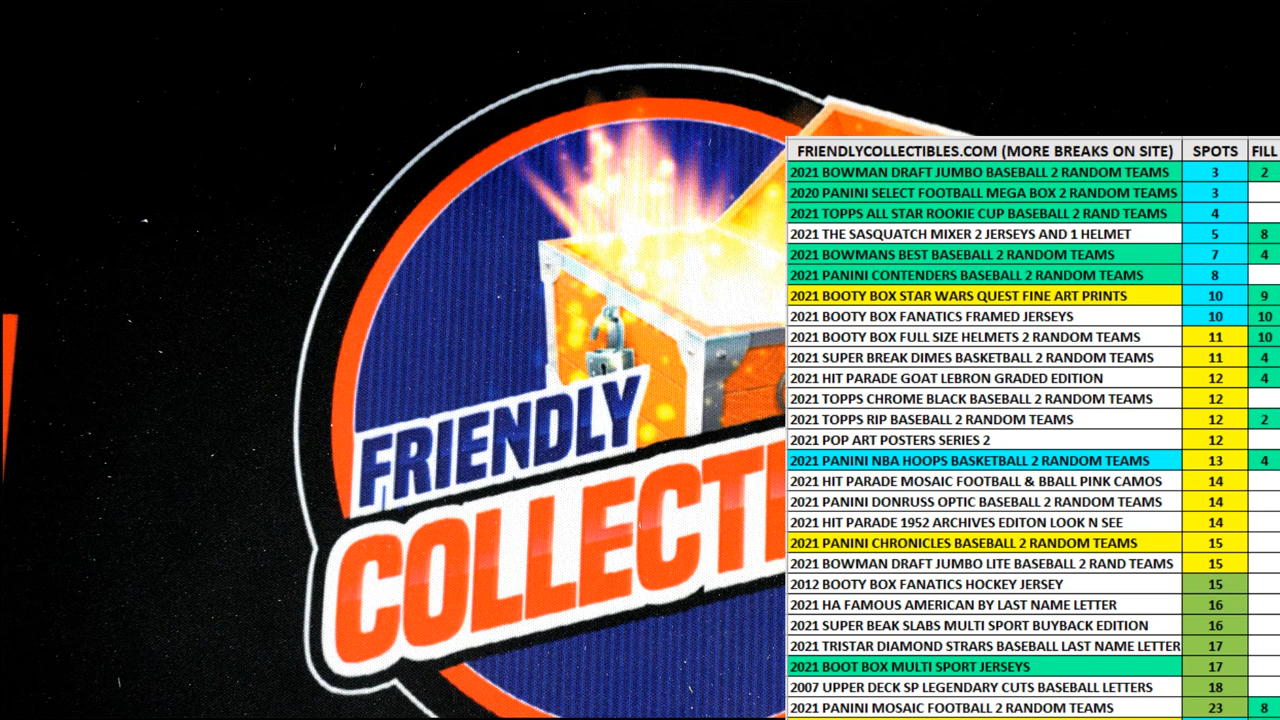 FRIENDLY
COLLECTI
FRIENDLYCOLLECTIBLES.COM (MORE BREAKS ON SITE) SPOTS FILL
2021 BOWMAN DRAFT JUMBO BASEBALL 2 RANDOM TEAMS 3 2
2020 PANINI SELECT FOOTBALL MEGA BOX 2 RANDOM TEAMS 3
2021 TOPPS ALL STAR ROOKIE CUP BASEBALL 2 RAND TEAMS 4
2021 THE SASQUATCH MIXER 2 JERSEYS AND 1 HELMET 5 8
2021 BOWMANS BEST BASEBALL 2 RANDOM TEAMS 7 4
2021 PANINI CONTENDERS BASEBALL 2 RANDOM TEAMS 8
2021 BOOTY BOX STAR WARS QUEST FINE ART PRINTS 10 9
2021 BOOTY BOX FANATICS FRAMED JERSEYS 10 10
2021 BOOTY BOX FULL SIZE HELMETS 2 RANDOM TEAMS 11 10
2021 SUPER BREAK DIMES BASKETBALL 2 RANDOM TEAMS 11 4
2021 HIT PARADE GOAT LEBRON GRADED EDITION 12 4
2021 TOPPS CHROME BLACK BASEBALL 2 RANDOM TEAMS 12
2021 TOPPS RIP BASEBALL 2 RANDOM TEAMS 12 2
2021 POP ART POSTERS SERIES 2 12
2021 PANINI NBA HOOPS BASKETBALL 2 RANDOM TEAMS 13 4
2021 HIT PARADE MOSAIC FOOTBALL & BBALL PINK CAMOS 14
2021 PANINI DONRUSS OPTIC BASEBALL 2 RANDOM TEAMS 14
2021 HIT PARADE 1952 ARCHIVES EDITON LOOK N SEE 14
2021 PANINI CHRONICLES BASEBALL 2 RANDOM TEAMS 15
2021 BOWMAN DRAFT JUMBO LITE BASEBALL 2 RAND TEAMS 15
2012 BOOTY BOX FANATICS HOCKEY JERSEY 15
2021 HA FAMOUS AMERICAN BY LAST NAME LETTER 16
2021 SUPER BEAK SLABS MULTI SPORT BUYBACK EDITION 16
2021 TRISTAR DIAMOND STRARS BASEBALL LAST NAME LETTER 17
2021 BOOT BOX MULTI SPORT JERSEYS 17
2007 UPPER DECK SP LEGENDARY CUTS BASEBALL LETTERS 18
2021 PANINI MOSAIC FOOTBALL 2 RANDOM TEAMS 23 8